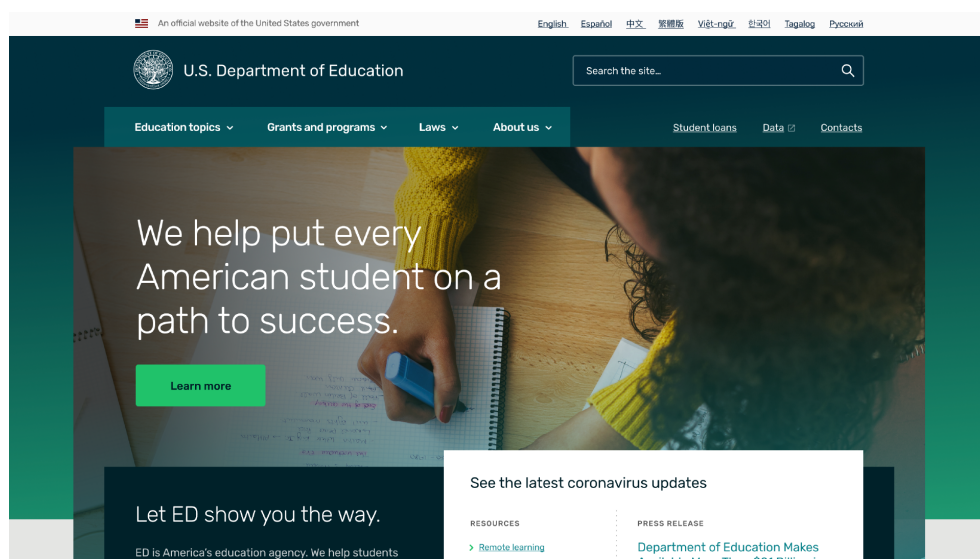 An official website of the United States government
English Español 中文 繁體版 Việt-ngữ 한국어 Tagalog Русский
U.S. Department of Education
Search the site...
Education topics Grants and programs Laws About us
Student loans Data Contacts
We help put every
American student on a
path to success.
Learn more
Let ED show you the way.
ED is America's education agency. We help students
See the latest coronavirus updates
RESOURCES
Remote learning
PRESS RELEASE
Department of Education Makes